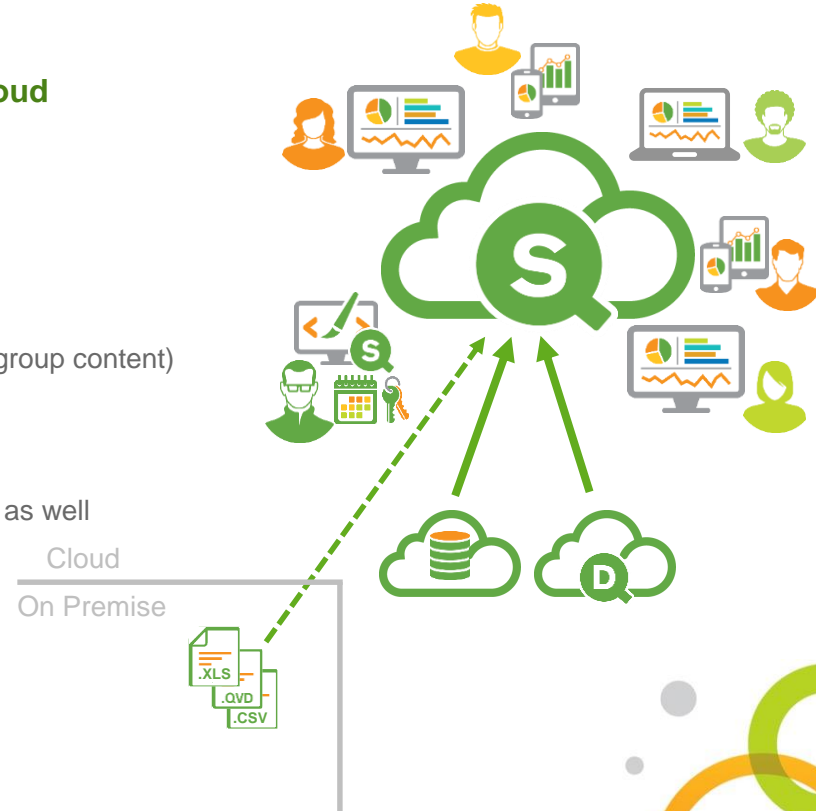 oud
group content)
as well
Cloud
On Premise
S
S
D
.XLS
.QVD
.CSV